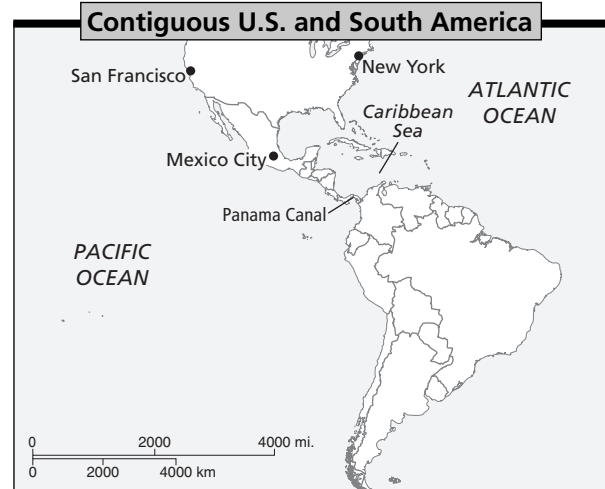 Contiguous U.S. and South America
San Francisco
New York
ATLANTIC
OCEAN
Caribbean
Sea
Mexico City
Panama Canal
PACIFIC
OCEAN
0 2000 4000 mi.
0 2000 4000 km